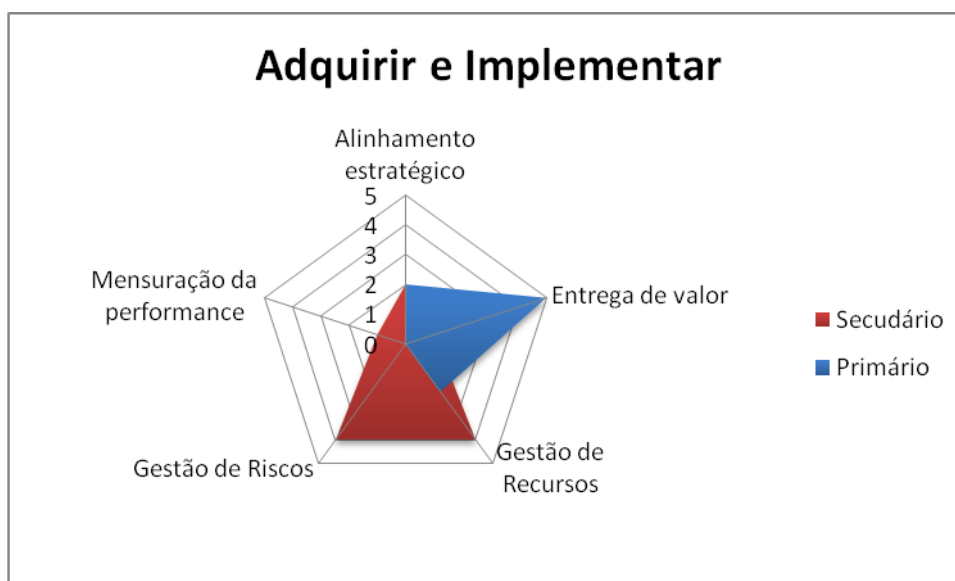 Adquirir e Implementar
Alinhamento
estratégico
5
4
3
2
1
0
Mensuração da
performance
Entrega de valor
Gestão de Riscos
Gestão de
Recursos
Secudário
Primário